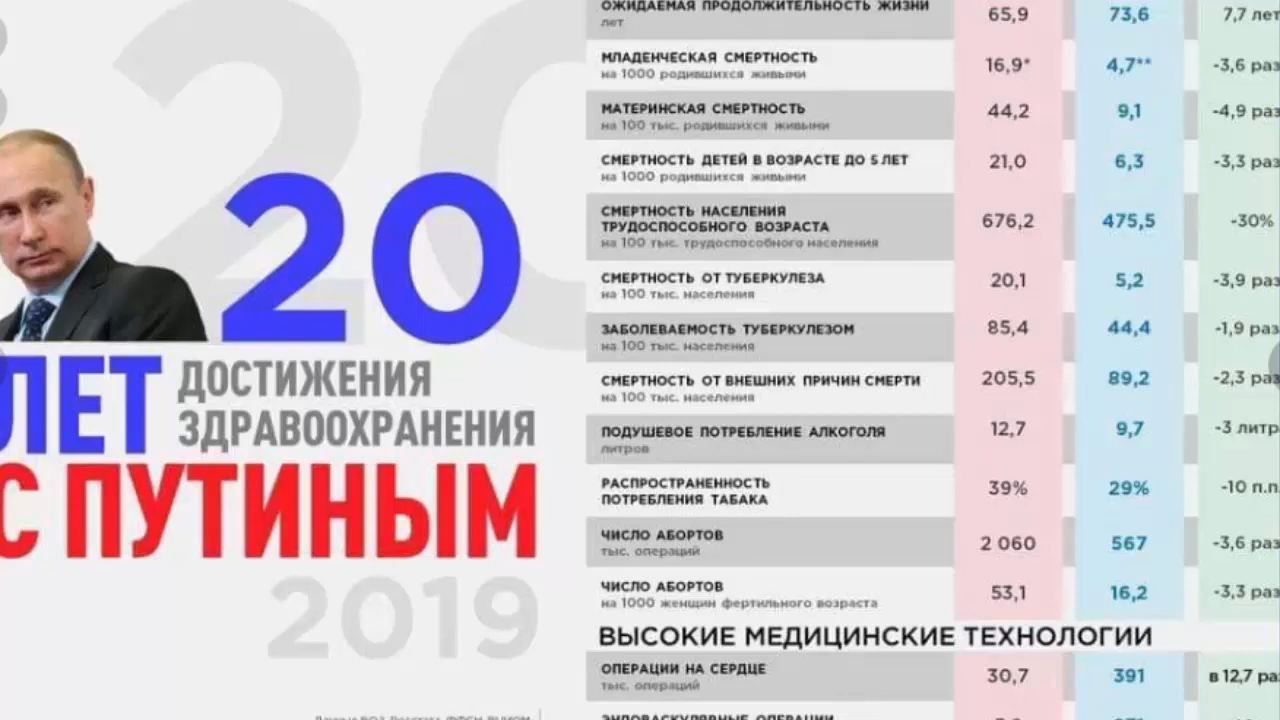 20
20
ЛЕТ ДОСТИЖЕНИЯ
ЗДРАВООХРАНЕНИЯ
С ПУТИНЫМ
2019
ОЖИДАЕМАЯ ПРОДОЛЖИТЕЛЬНОСТЬ ЖИЗНИ
лет
65,9 73,6 7,7 лет
МЛАДЕНЧЕСКАЯ СМЕРТНОСТЬ
на 1000 родившихся живыми
16,9* 4,7** -3,6 раз
МАТЕРИНСКАЯ СМЕРТНОСТЬ
на 100 тыс. родившихся живыми
44,2 9,1 -4,9 раз
СМЕРТНОСТЬ ДЕТЕЙ В ВОЗРАСТЕ ДО 5 ЛЕТ
на 1000 родившихся живыми
21,0 6,3 -3,3 раз
СМЕРТНОСТЬ НАСЕЛЕНИЯ
ТРУДОСПОСОБНОГО ВОЗРАСТА
на 100 тыс. трудоспособного населения
676,2 475,5 -30%
СМЕРТНОСТЬ ОТ ТУБЕРКУЛЕЗА
на 100 тыс. населения
20,1 5,2 -3,9 раз
ЗАБОЛЕВАЕМОСТЬ ТУБЕРКУЛЕЗОМ
на 100 тыс. населения
85,4 44,4 -1,9 раз
СМЕРТНОСТЬ ОТ ВНЕШНИХ ПРИЧИН СМЕРТИ
на 100 тыс. населения
205,5 89,2 -2,3 раз
ПОДУШЕВОЕ ПОТРЕБЛЕНИЕ АЛКОГОЛЯ
литров
12,7 9,7 -3 литр
РАСПРОСТРАНЕННОСТЬ
ПОТРЕБЛЕНИЯ ТАБАКА
39% 29% -10 п.п.
ЧИСЛО АБОРТОВ
тыс. операций
2 060 567 -3,6 раз
ЧИСЛО АБОРТОВ
на 1000 женщин фертильного возраста
53,1 16,2 -3,3 раз
ВЫСОКИЕ МЕДИЦИНСКИЕ ТЕХНОЛОГИИ
ОПЕРАЦИИ НА СЕРДЦЕ
тыс. операций
30,7 391 в 12,7 раз
ЭНДОВАСКУЛЯРНЫЕ ОПЕРАЦИИ